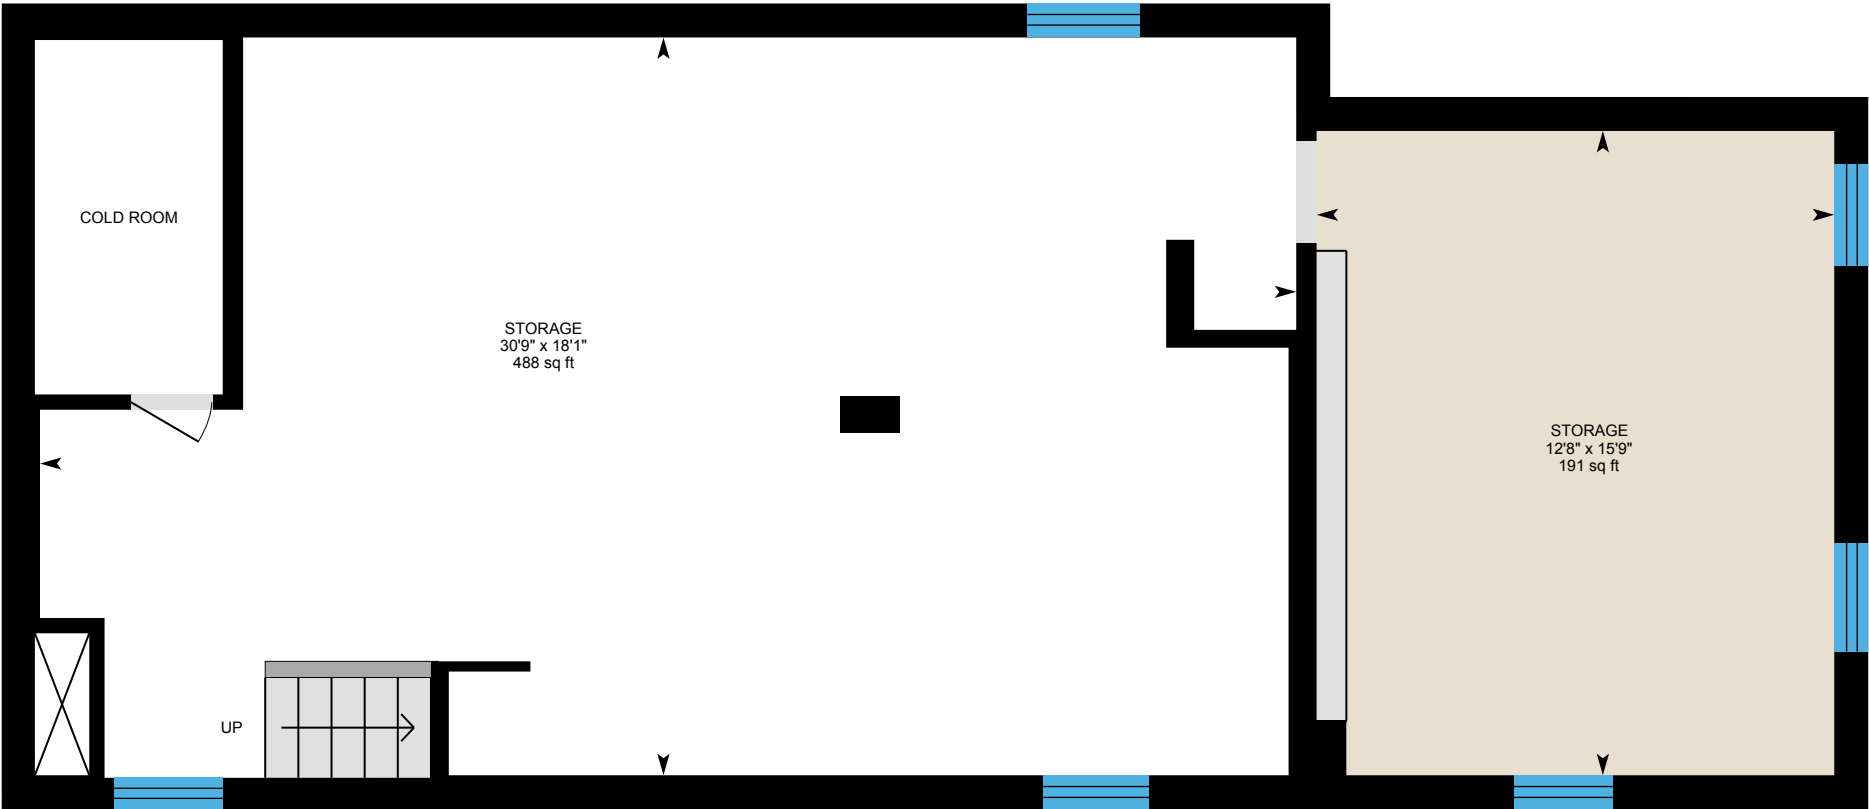 COLD ROOM
STORAGE
30'9" x 18'1"
488 sq ft
STORAGE
12'8" x 15'9"
191 sq ft
UP